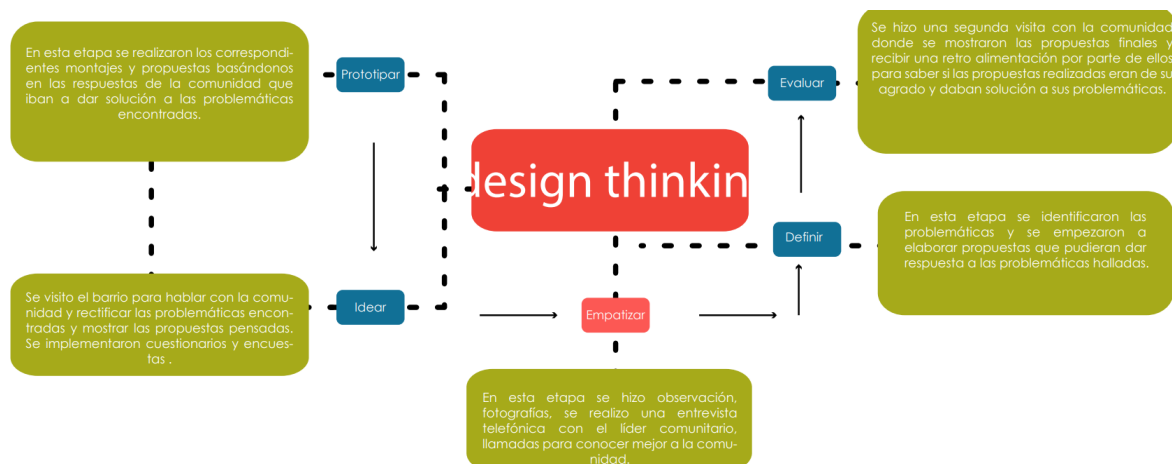 En esta etapa se realizaron los correspondi-
entes montajes y propuestas basándonos
en las respuestas de la comunidad que
iban a dar solución a las problemáticas
encontradas.
Prototipar
Se visito el barrio para hablar con la comu-
nidad y rectificar las problemáticas encon-
tradas y mostrar las propuestas pensadas.
Se implementaron cuestionarios y encues-
tas .
Idear
design thinkin
Empatizar
En esta etapa se hizo observación,
fotografías, se realizo una entrevista
telefónica con el líder comunitario,
llamadas para conocer mejor a la comu-
nidad.
Definir
En esta etapa se identificaron las
problemáticas y se empezaron a
elaborar propuestas que pudieran dar
respuesta a las problemáticas halladas.
Evaluar
Se hizo una segunda visita con la comunidad
donde se mostraron las propuestas finales y
recibir una retro alimentación por parte de ellos
para saber si las propuestas realizadas eran de su
agrado y daban solución a sus problemáticas.